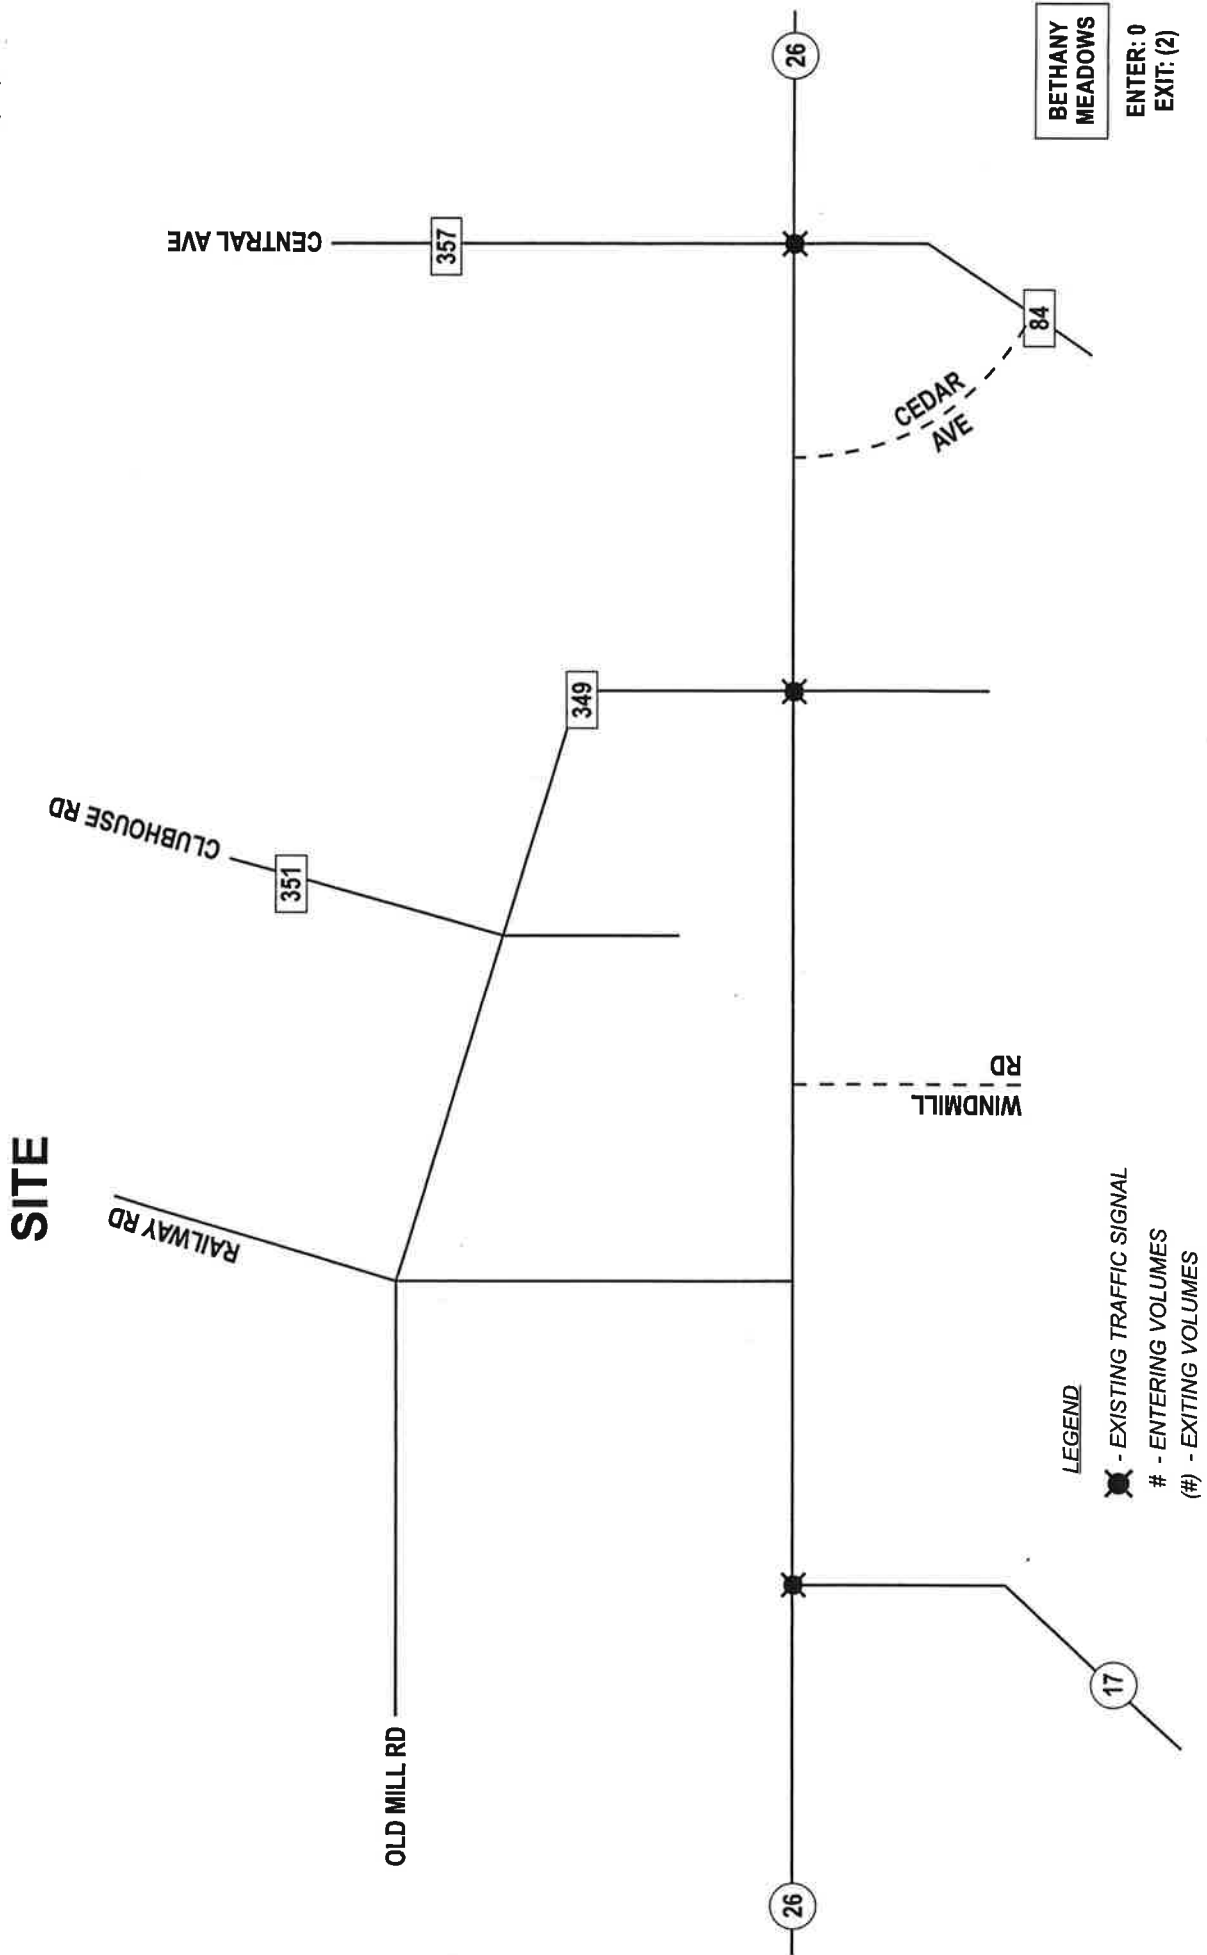 SITE
RAILWAY RD
CLUBHOUSE RD
351
CENTRAL AVE
357
349
OLD MILL RD
26
26
WINDMILL
RD
CEDAR
AVE
84
17
LEGEND
- EXISTING TRAFFIC SIGNAL
# - ENTERING VOLUMES
(#) - EXITING VOLUMES
BETHANY
MEADOWS
ENTER: 0
EXIT: (2)